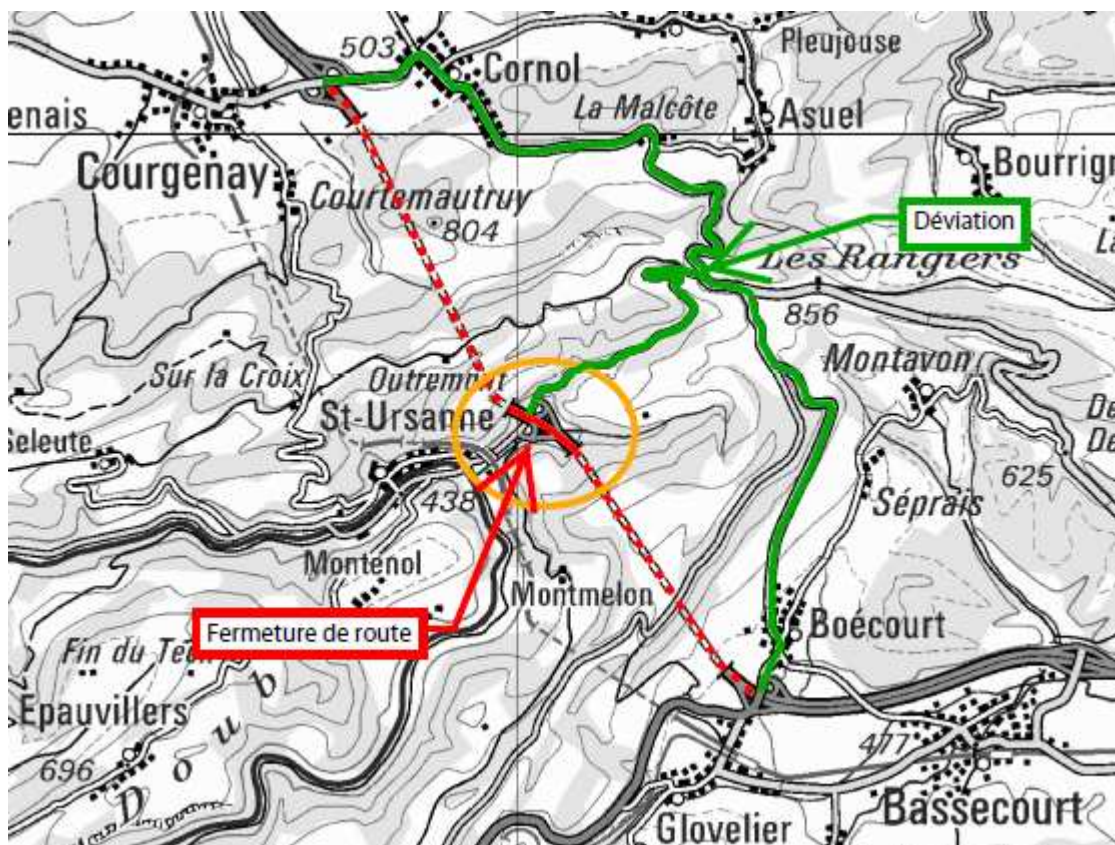 503
Cornol
Pleujouse
La Malcôte
Asuel
enais
Courgenay
Bourrign
Courtemautruy
804
Déviation
Les Rangiers
856
Montavon
Sur la Croix
Outremont
St-Ursanne
Seleute
625
438
Séprais
Montenol
Montmelon
Fermeture de route
Boécourt
Fin du Teck
Epauvillers
477
696
Doub
Bassecourt
Glovelier